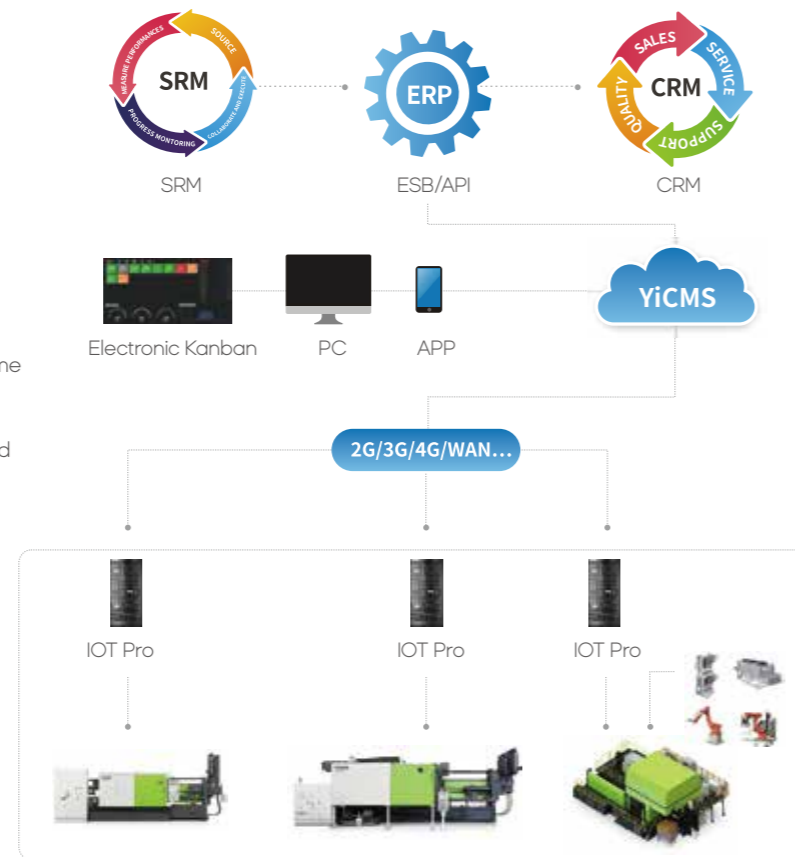 SOURCE
MEASURE PERFORMANCES
SRM
PROGRESS MONTORING
COLLABORATE AND EXECUTE
ERP
SALES
SERVICE
CRM
QUALITY
SUPPORT
SRM
ESB/API
CRM
YiCMS
Electronic Kanban
PC
APP
me
d
2G/3G/4G/WAN...
IOT Pro
IOT Pro
IOT Pro